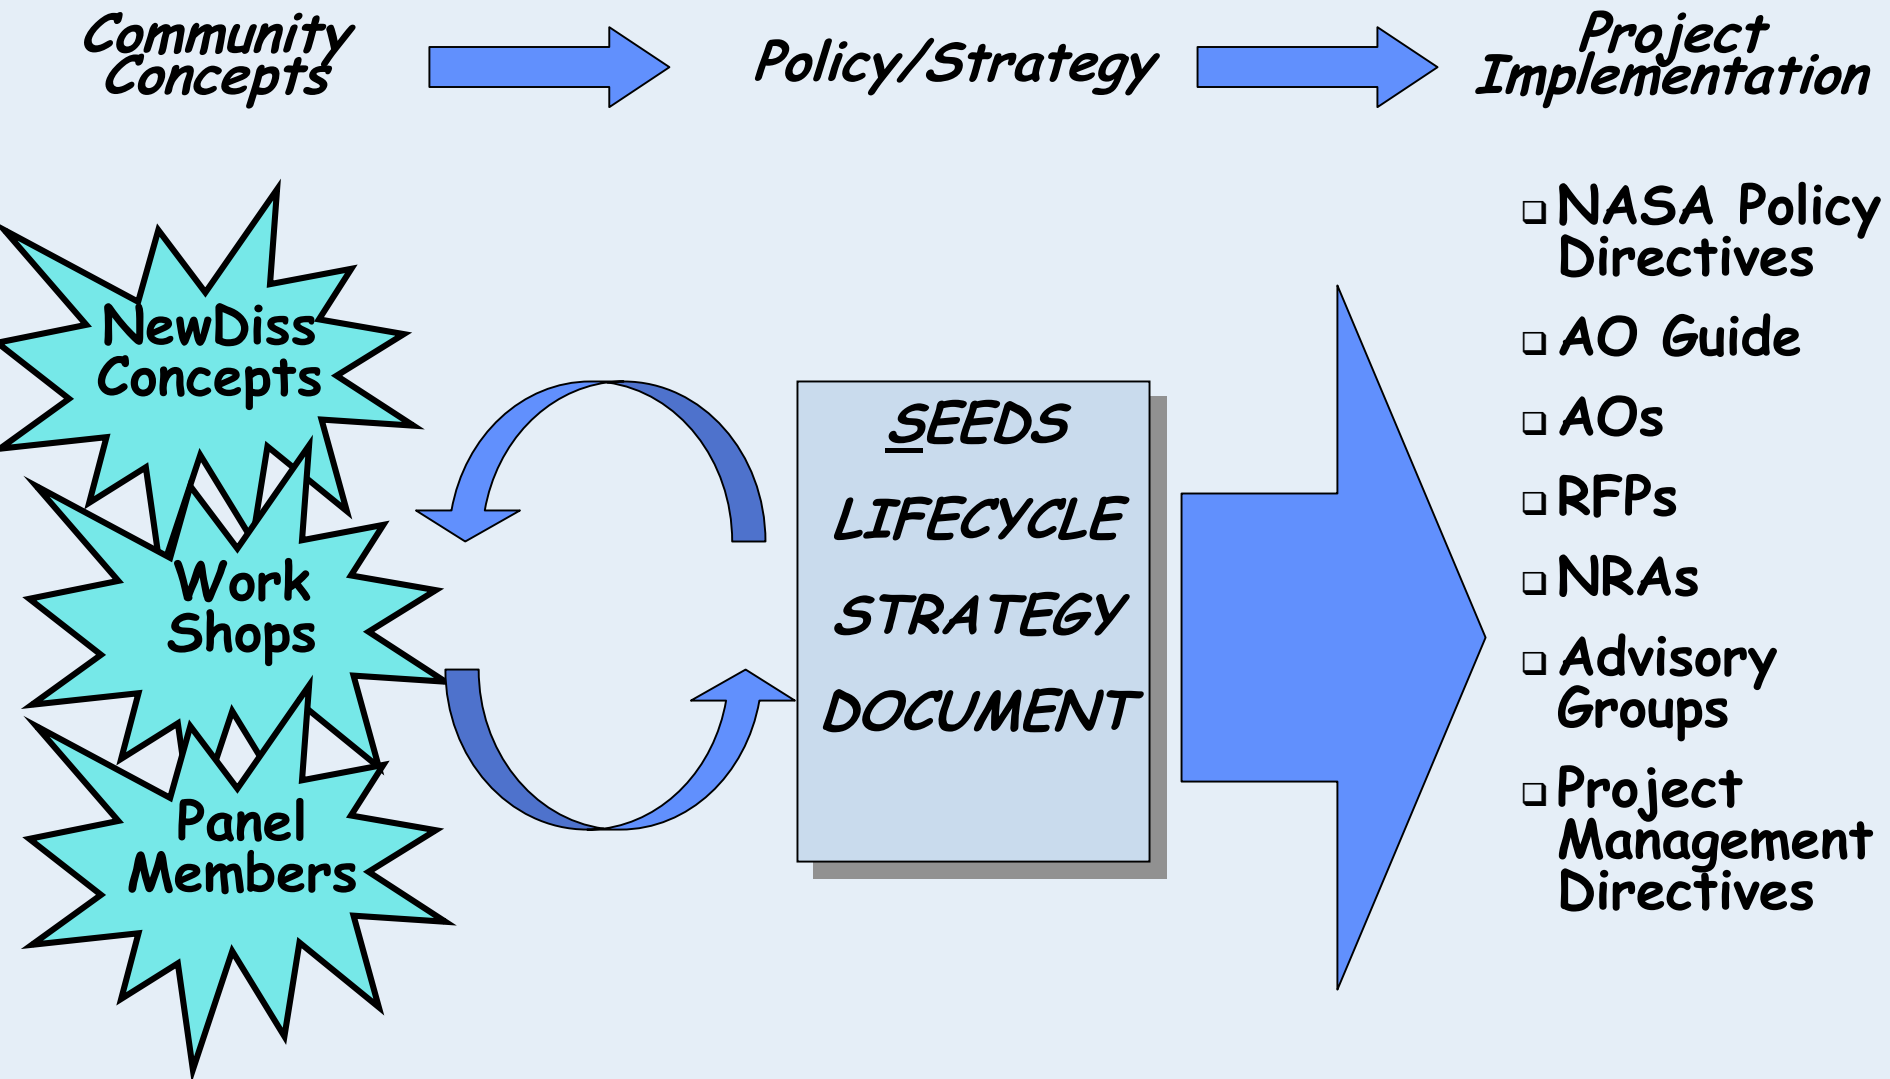 Community
Concepts
Policy/Strategy
Project
Implementation
NewDiss
Concepts
Work
Shops
Panel
Members
SEEDS
LIFECYCLE
STRATEGY
DOCUMENT
❑ NASA Policy
Directives
❑ AO Guide
❑ AOs
❑ RFPs
❑ NRAs
❑ Advisory
Groups
❑ Project
Management
Directives